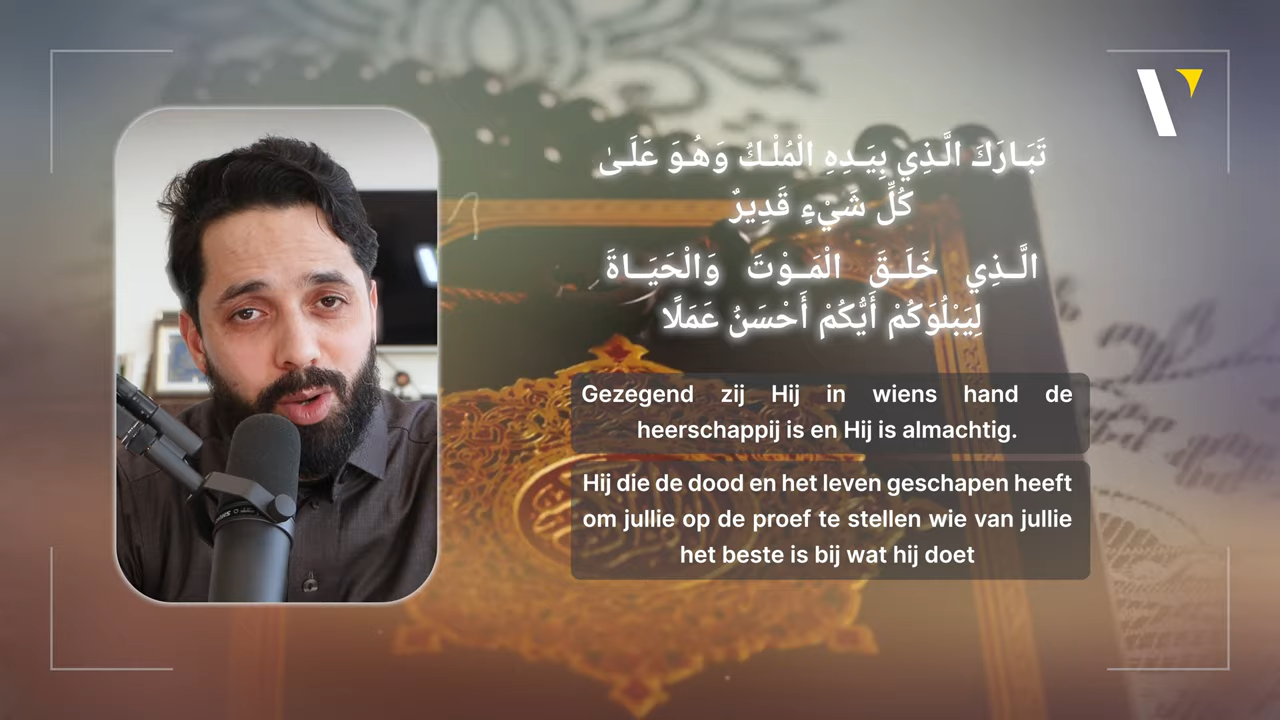 تَبَارَكَ الَّذِي بِيَدِهِ الْمُلْكُ وَهُوَ عَلَىٰ
كُلِّ شَيْءٍ قَدِيرٌ
الَّذِي خَلَقَ الْمَوْتَ وَالْحَيَاةَ
لِيَبْلُوَكُمْ أَيُّكُمْ أَحْسَنُ عَمَلًا
Gezegend zij Hij in wiens hand de
heerschappij is en Hij is almachtig.
Hij die de dood en het leven geschapen heeft
om jullie op de proef te stellen wie van jullie
het beste is bij wat hij doet